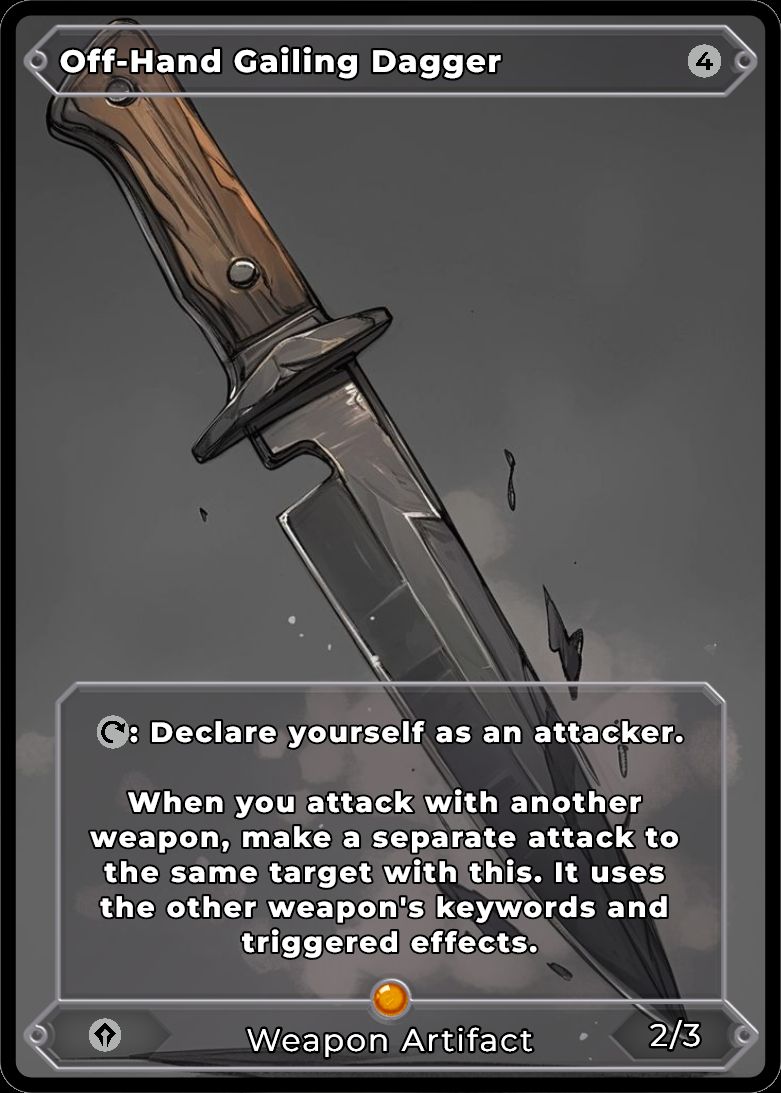 Off-Hand Gailing Dagger 4
: Declare yourself as an attacker.
When you attack with another
weapon, make a separate attack to
the same target with this. It uses
the other weapon's keywords and
triggered effects.
Weapon Artifact 2/3